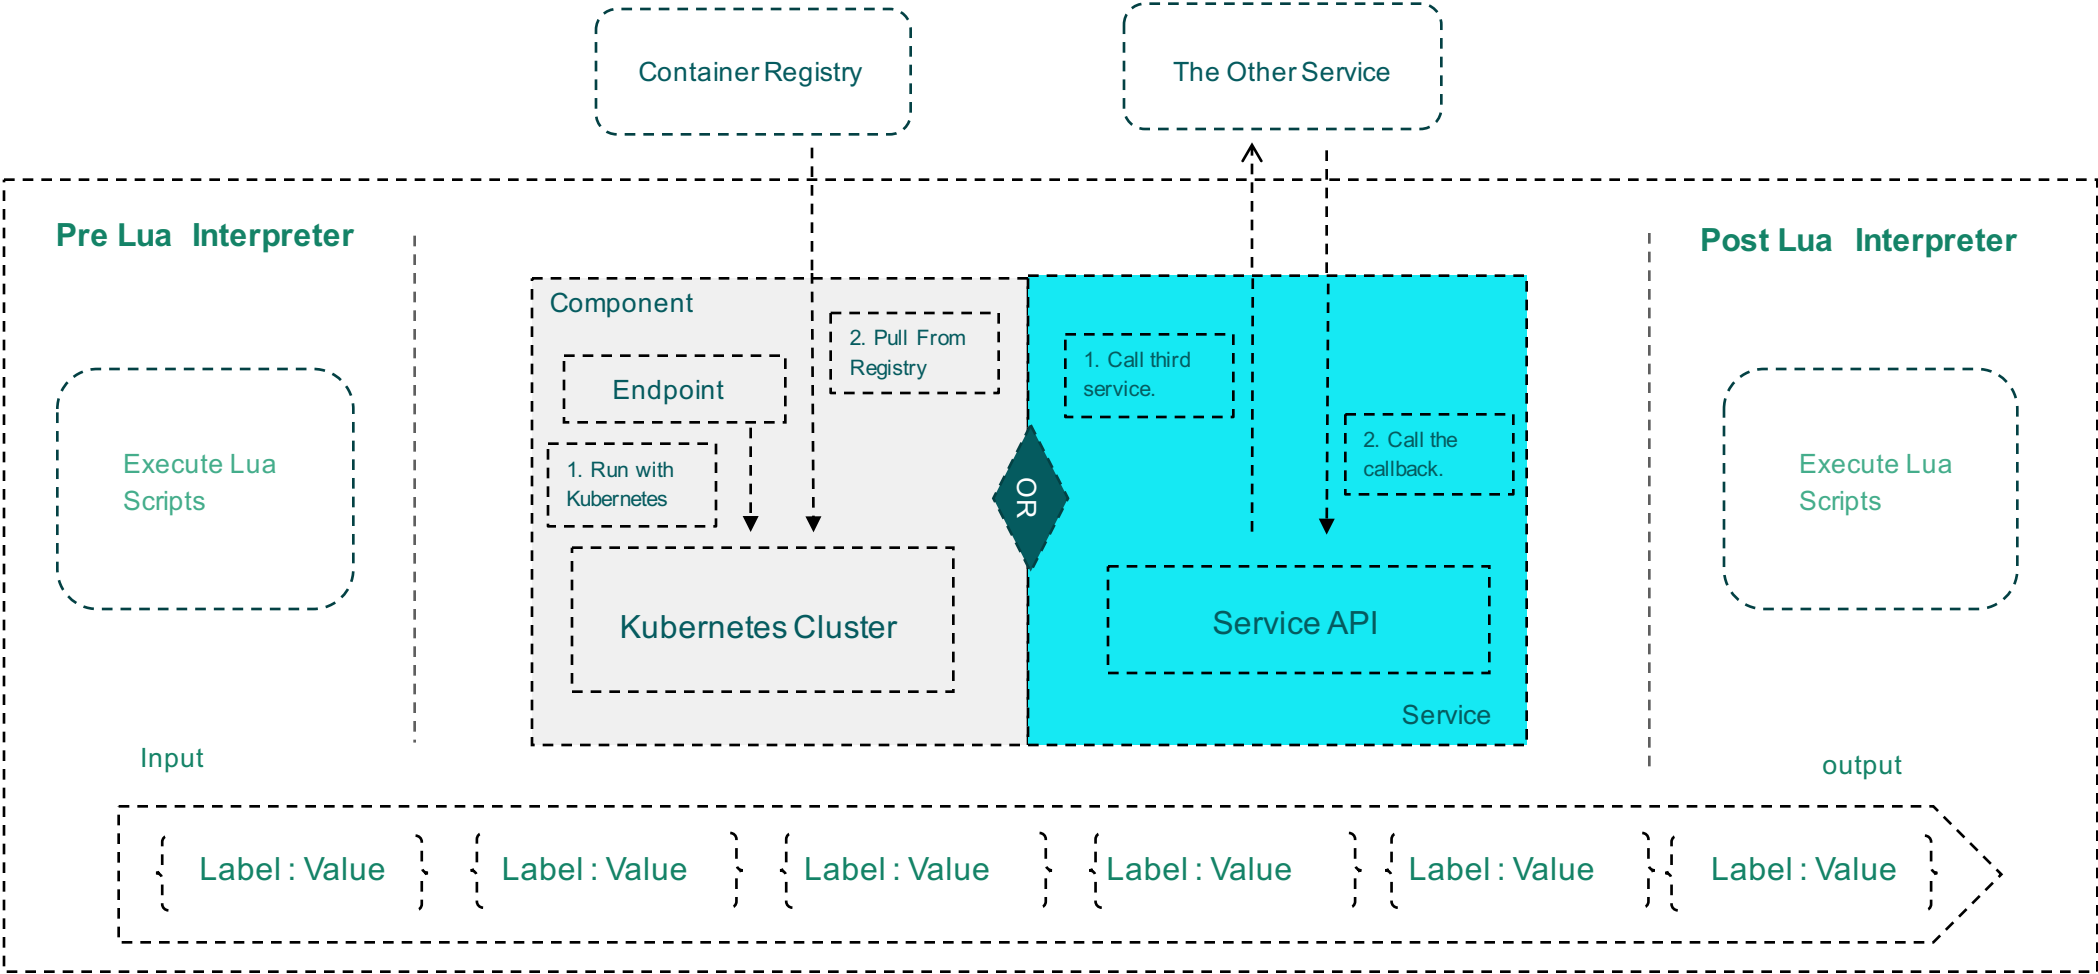 Container Registry
The Other Service
Pre Lua Interpreter
Post Lua Interpreter
Component
2. Pull From
Registry
Endpoint
1. Run with
Kubernetes
Kubernetes Cluster
OR
1. Call third
service.
2. Call the
callback.
Service API
Service
Execute Lua
Scripts
Execute Lua
Scripts
Input
output
Label : Value
Label : Value
Label : Value
Label : Value
Label : Value
Label : Value